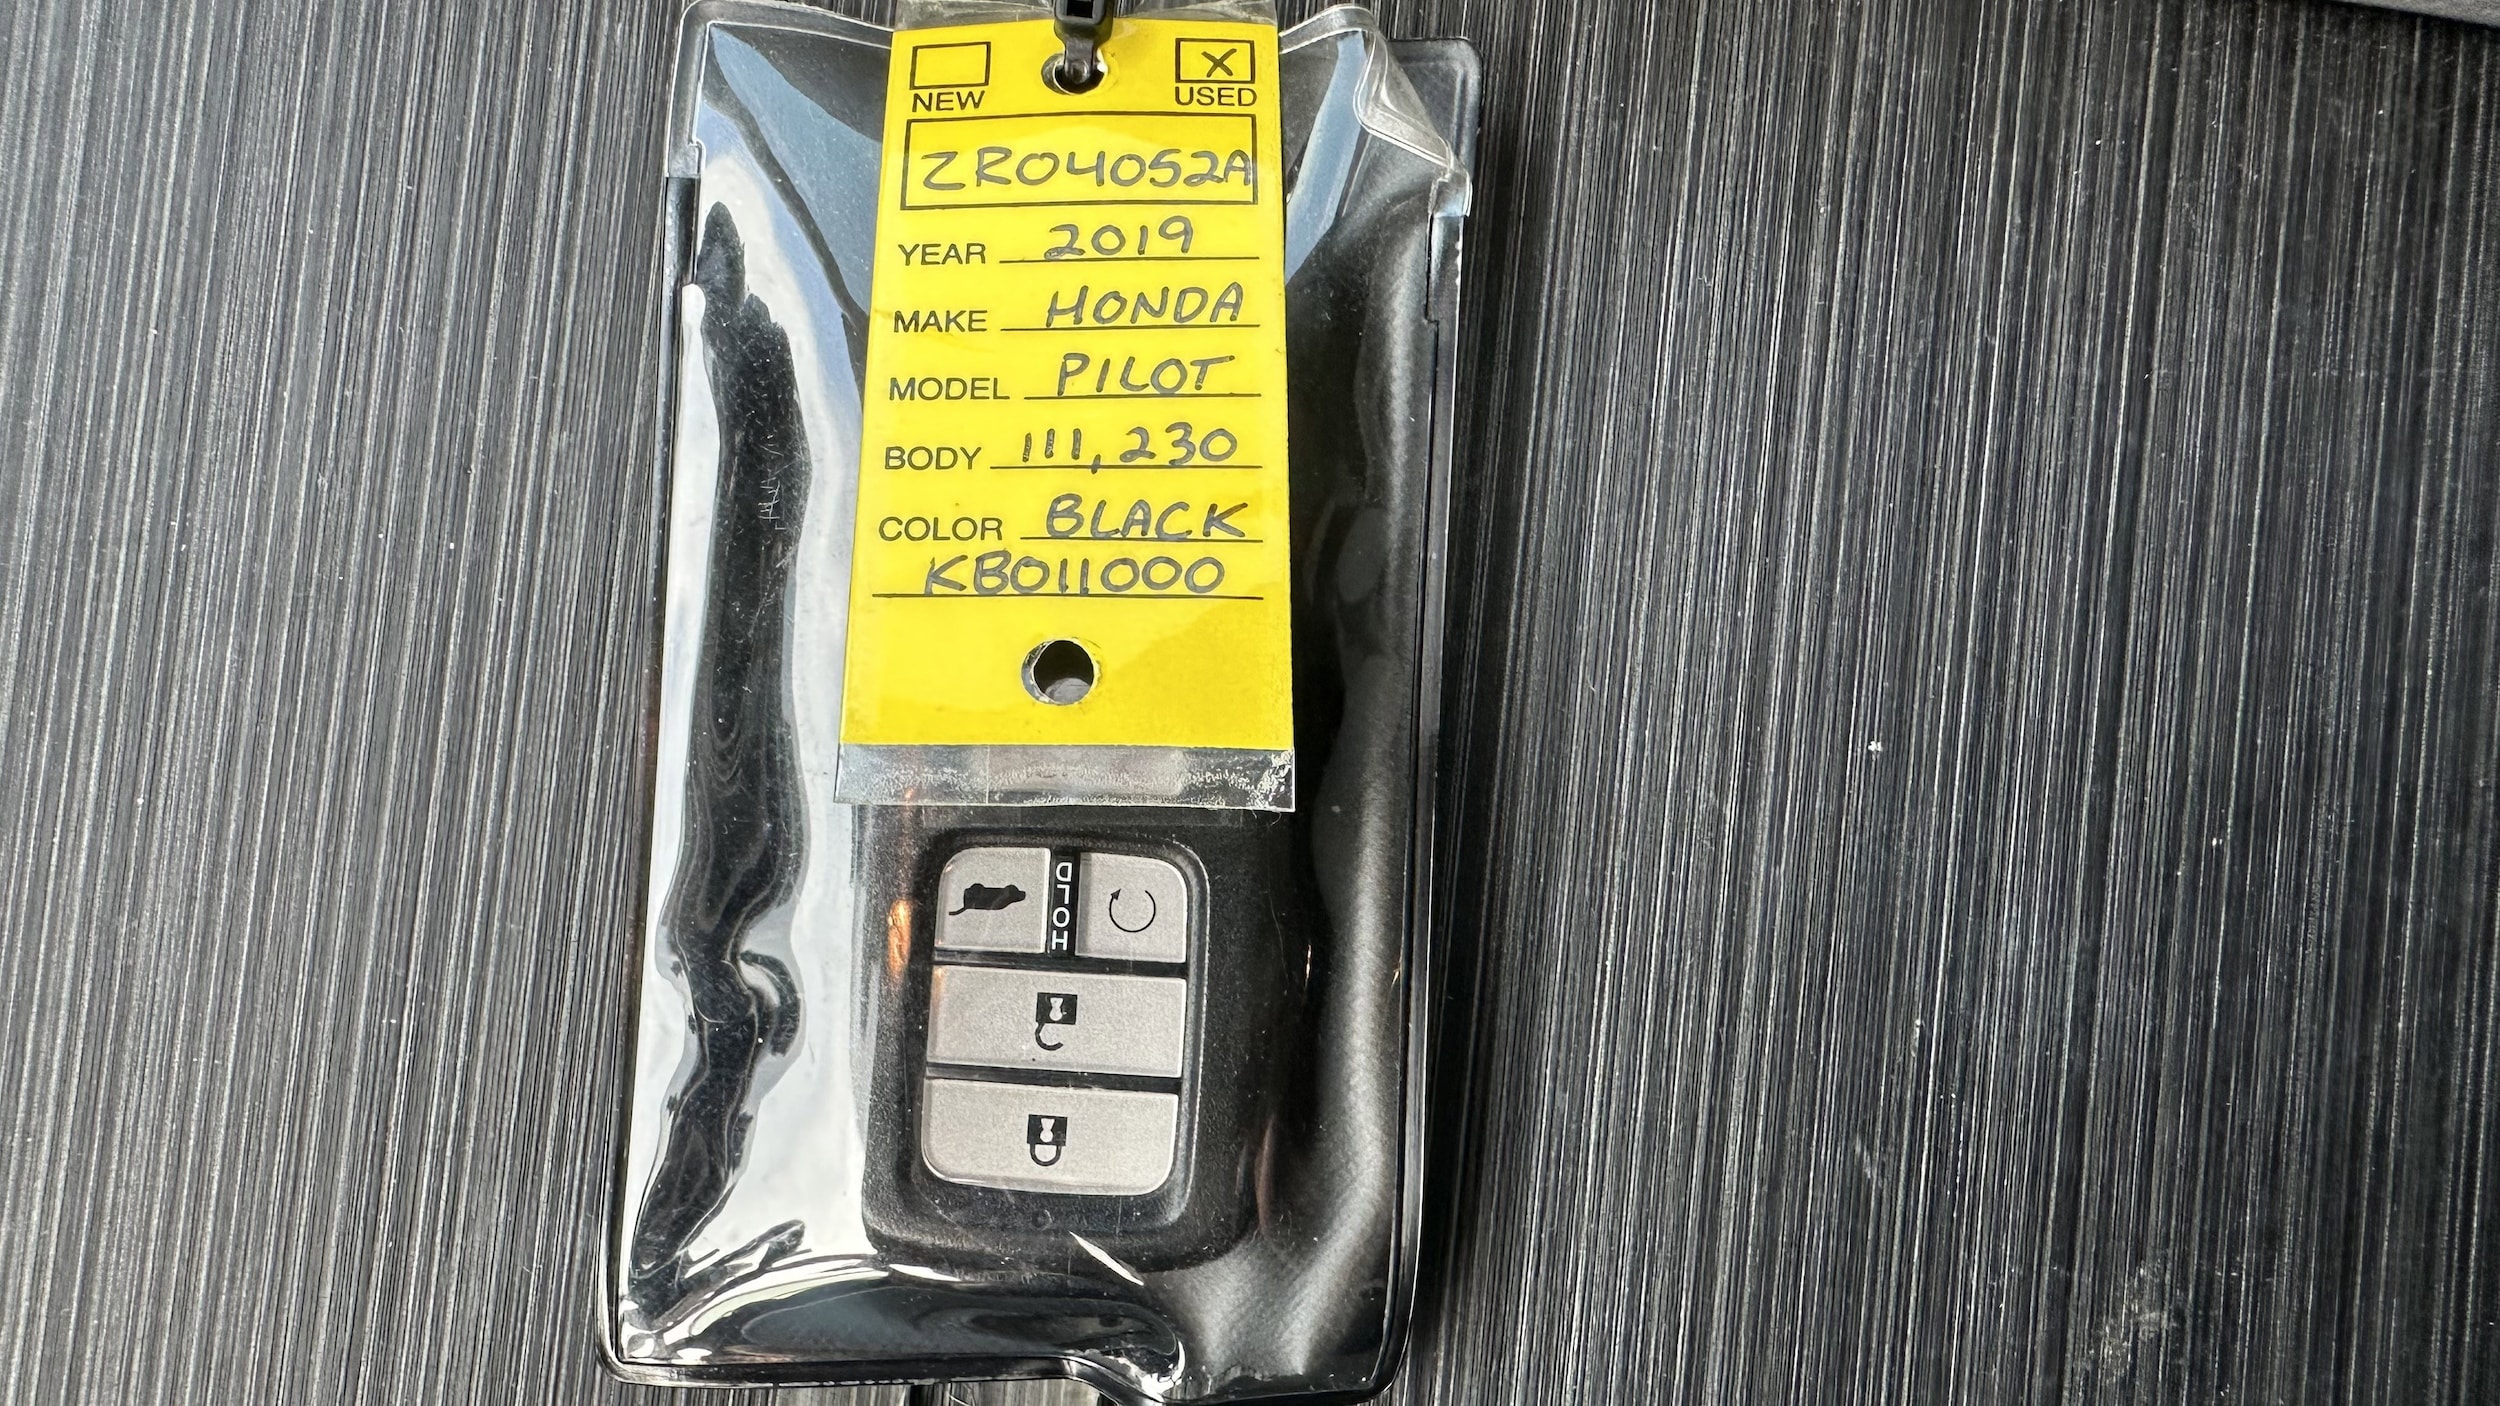 NEW USED
ZR04052A
YEAR 2019
MAKE HONDA
MODEL PILOT
BODY 111,230
COLOR BLACK
KB011000
HOLD